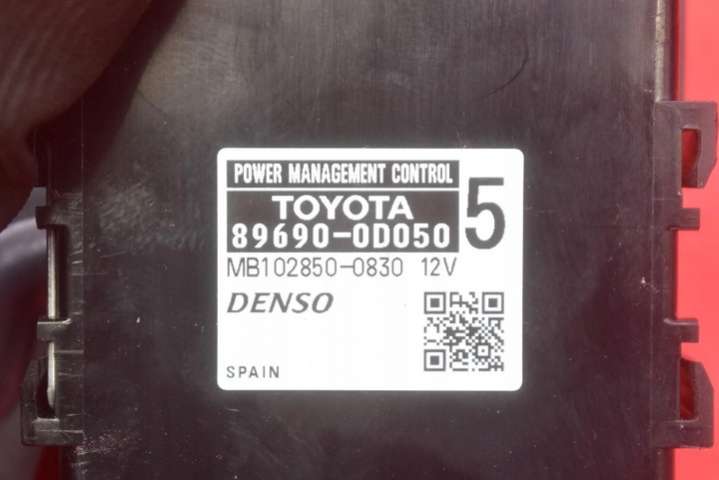 POWER MANAGEMENT CONTROL
TOYOTA
89690-0D050
5
MB102850-0830 12V
DENSO
SPAIN